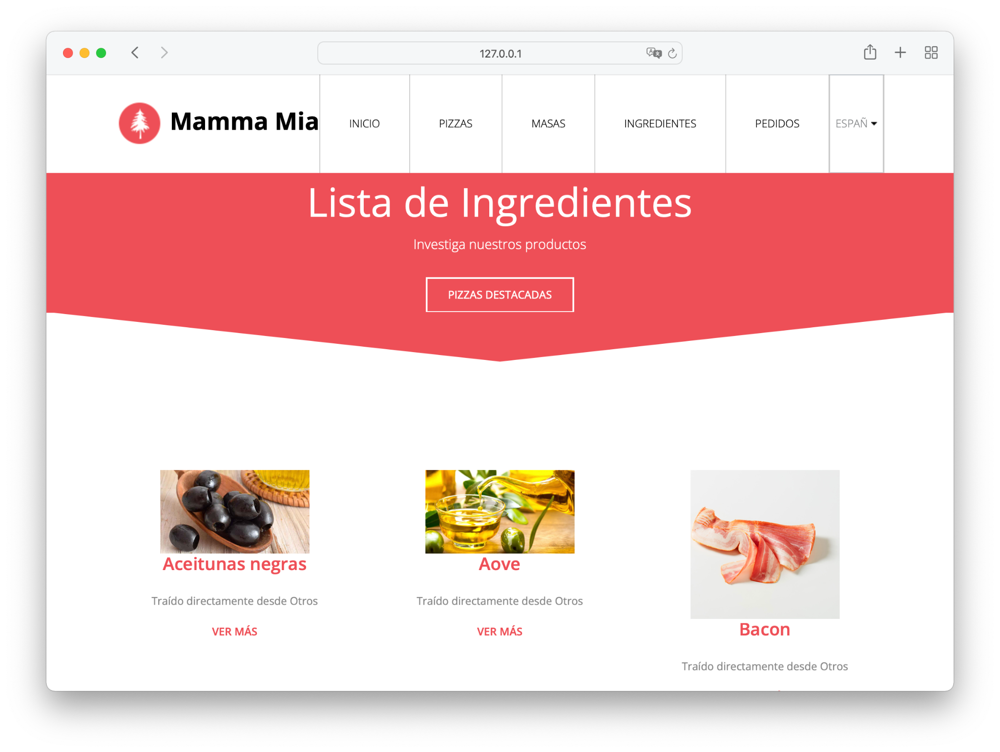 127.0.0.1
Mamma Mia
INICIO
PIZZAS
MASAS
INGREDIENTES
PEDIDOS
ESPAÑ
Lista de Ingredientes
Investiga nuestros productos
PIZZAS DESTACADAS
Aceitunas negras
Traído directamente desde Otros
VER MÁS
Aove
Traído directamente desde Otros
VER MÁS
Bacon
Traído directamente desde Otros